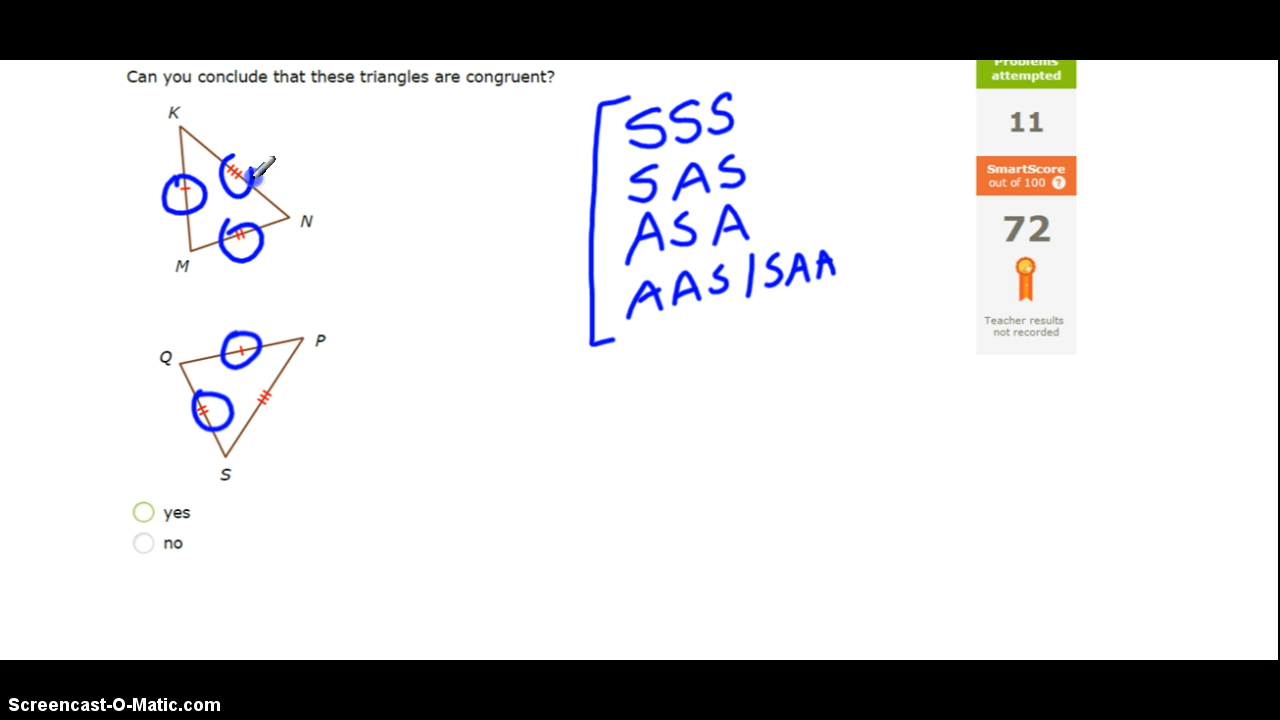 Can you conclude that these triangles are congruent?
K
N
M
Q
P
S
yes
no
SSS
SAS
ASA
AAS/SAA
Problems
attempted
11
SmartScore
out of 100 ?
72
Teacher results
not recorded
Screencast-O-Matic.com